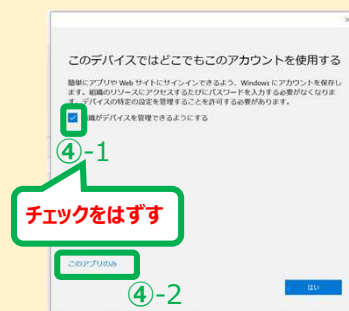 このデバイスではどこでもこのアカウントを使用する
簡単にアプリや Web サイトにサインインできるよう、Windows にアカウントを保存し
ます。組織のリソースにアクセスするたびにパスワードを入力する必要がなくなりま
す。デバイスの特定の設定を管理することを許可する必要があります。
組織がデバイスを管理できるようにする
④-1
チェックをはずす
このアプリのみ
はい
④-2